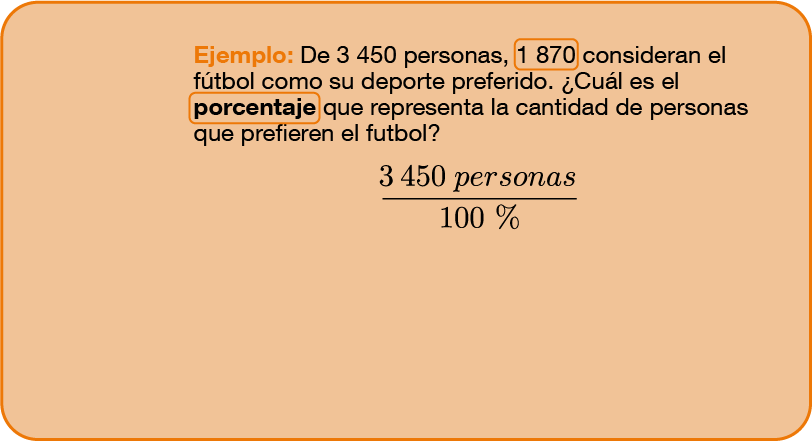 Ejemplo: De 3 450 personas, 1 870 consideran el
fútbol como su deporte preferido. ¿Cuál es el
porcentaje que representa la cantidad de personas
que prefieren el futbol?
3 450 personas
100 %